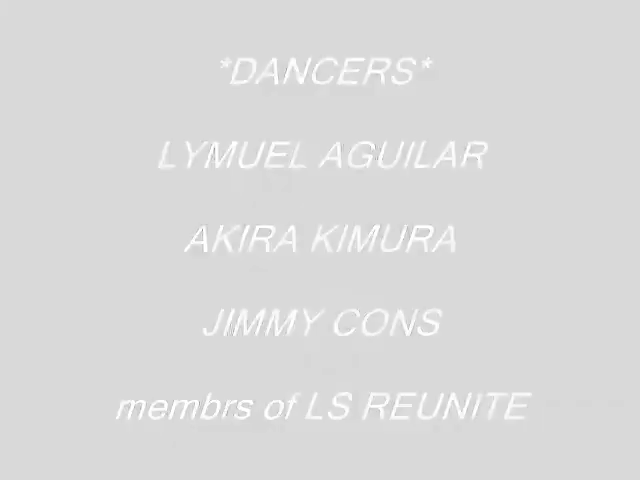 *DANCERS*
LYMUEL AGUILAR
AKIRA KIMURA
JIMMY CONS
membrs of LS REUNITE